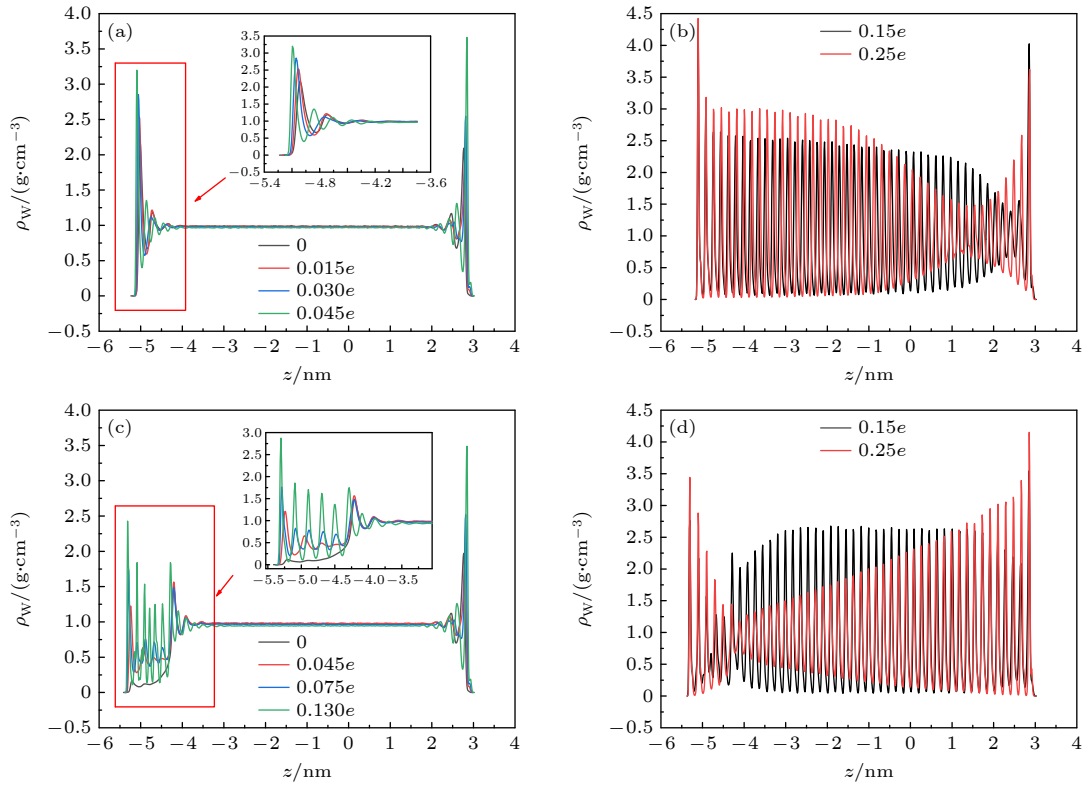 (a)
4.0
3.5
3.0
2.5
2.0
1.5
1.0
0.5
0
−0.5
ρW/(g·cm−3)
3.5
3.0
2.5
2.0
1.5
1.0
0.5
0
−0.5
−5.4 −4.8 −4.2 −3.6
0
0.015e
0.030e
0.045e
−6 −5 −4 −3 −2 −1 0 1 2 3 4
z/nm
(b)
4.5
4.0
3.5
3.0
2.5
2.0
1.5
1.0
0.5
0
−0.5
ρW/(g·cm−3)
0.15e
0.25e
−6 −5 −4 −3 −2 −1 0 1 2 3 4
z/nm
(c)
4.0
3.5
3.0
2.5
2.0
1.5
1.0
0.5
0
−0.5
ρW/(g·cm−3)
3.0
2.5
2.0
1.5
1.0
0.5
0
−5.5 −5.0 −4.5 −4.0 −3.5
0
0.045e
0.075e
0.130e
−6 −5 −4 −3 −2 −1 0 1 2 3 4
z/nm
(d)
4.5
4.0
3.5
3.0
2.5
2.0
1.5
1.0
0.5
0
−0.5
ρW/(g·cm−3)
0.15e
0.25e
−6 −5 −4 −3 −2 −1 0 1 2 3 4
z/nm